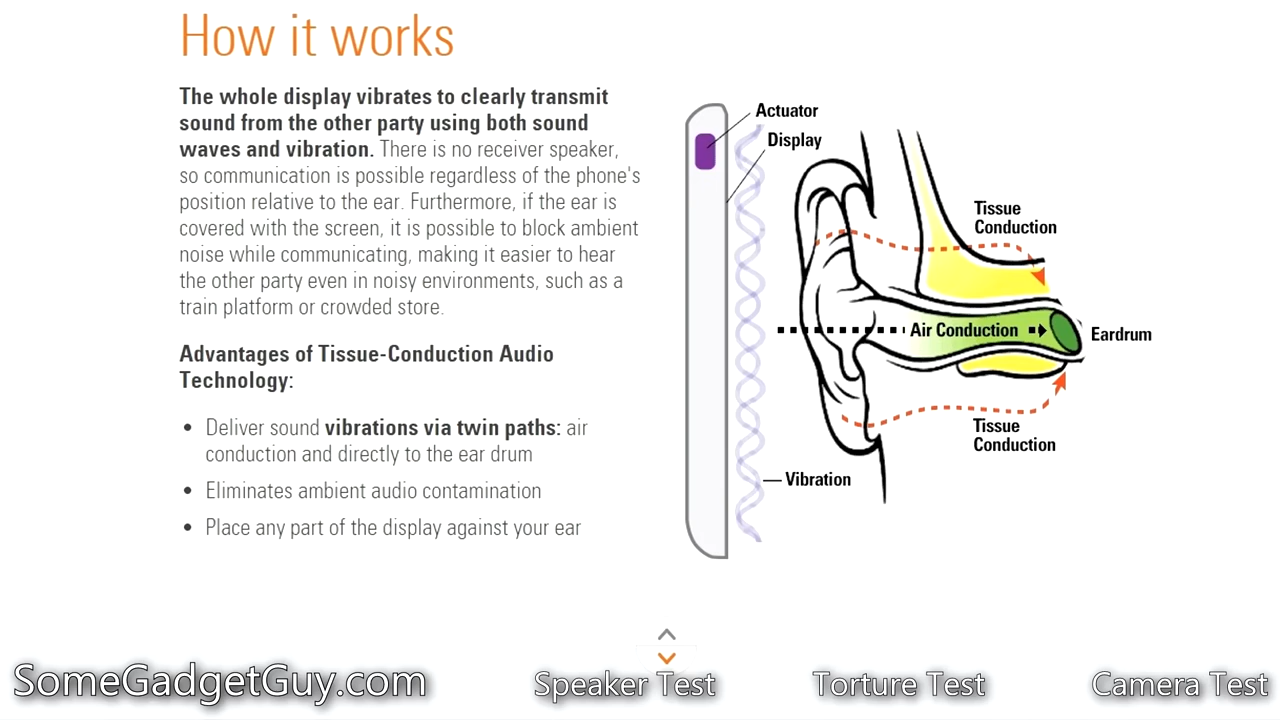 How it works
The whole display vibrates to clearly transmit
sound from the other party using both sound
waves and vibration. There is no receiver speaker,
so communication is possible regardless of the phone's
position relative to the ear. Furthermore, if the ear is
covered with the screen, it is possible to block ambient
noise while communicating, making it easier to hear
the other party even in noisy environments, such as a
train platform or crowded store.
Advantages of Tissue-Conduction Audio
Technology:
• Deliver sound vibrations via twin paths: air
conduction and directly to the ear drum
• Eliminates ambient audio contamination
• Place any part of the display against your ear
Actuator
Display
Tissue
Conduction
Air Conduction
Eardrum
Tissue
Conduction
Vibration
SomeGadgetGuy.com
Speaker Test
Torture Test
Camera Test